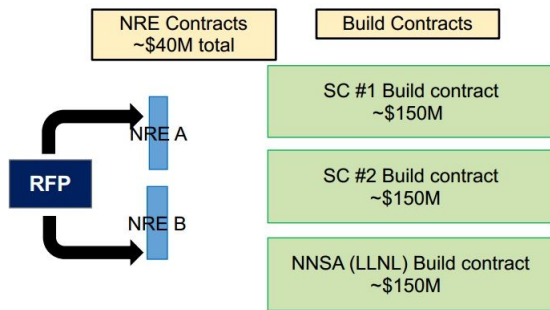 NRE Contracts
~$40M total
Build Contracts
SC #1 Build contract
~$150M
NRE A
SC #2 Build contract
~$150M
RFP
NRE B
NNSA (LLNL) Build contract
~$150M